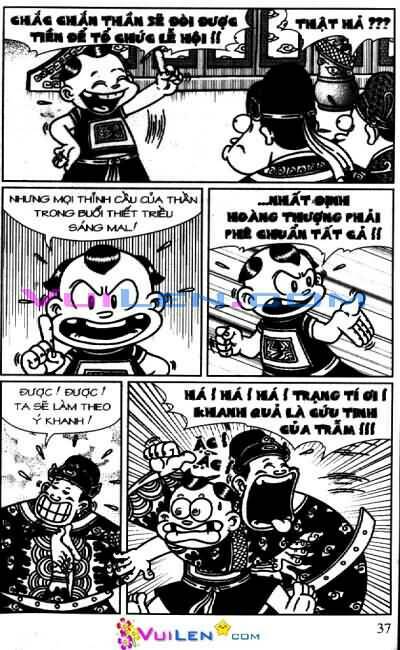 CHẮC CHẮN THẦN SẼ ĐÒI ĐƯỢC
TIỀN ĐỂ TỔ CHỨC LỄ HỘI !!
THẬT HẢ ???
NHƯNG MỌI THỈNH CẦU CỦA THẦN
TRONG BUỔI THIẾT TRIỀU
SÁNG MAI !
...NHẤT ĐỊNH
HOÀNG THƯỢNG PHẢI
PHÊ CHUẨN TẤT CẢ !!
VUILEN.COM
ĐƯỢC ! ĐƯỢC !
TA SẼ LÀM THEO
Ý KHANH !
HÁ ! HÁ ! HÁ ! TRẠNG TÍ ƠI !
KHANH QUẢ LÀ CỨU TINH
CỦA TRẪM !!!
ẶC !
ẶC
37
VUILEN.COM